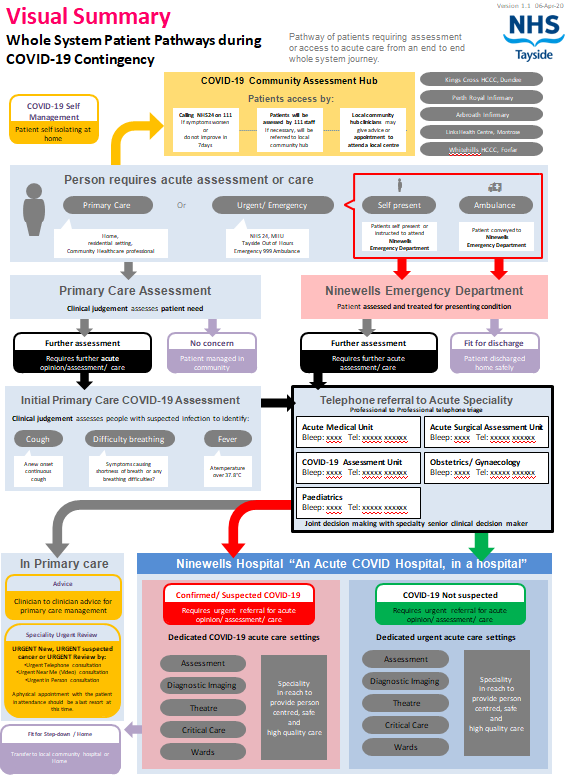 Version 1.1 06-Apr-20
Visual Summary
Whole System Patient Pathways during
COVID-19 Contingency
Pathway of patients requiring assessment
or access to acute care from an end to end
whole system journey.
NHS
Tayside
COVID-19 Self
Management
Patient self isolating at
home
COVID-19 Community Assessment Hub
Patients access by:
Calling NHS24 on 111
If symptoms worsen
or
do not improve in
7days
Patients will be
assessed by 111 staff
if necessary, will be
referred to local
community hub
Local community
hub clinicians may
give advice or
appointment to
attend a local centre
Kings Cross HCCC, Dundee
Perth Royal Infirmary
Arbroath Infirmary
Links Health Centre, Montrose
Whitehills HCCC, Forfar
Person requires acute assessment or care
Primary Care
Or
Urgent/ Emergency
Self present
Ambulance
Home,
residential setting,
Community Healthcare professional
NHS 24, MIIU
Tayside Out of Hours
Emergency 999 Ambulance
Patients self present or
instructed to attend
Ninewells
Emergency Department
Patient conveyed to
Ninewells
Emergency Department
Primary Care Assessment
Clinical judgement assesses patient need
Ninewells Emergency Department
Patient assessed and treated for presenting condition
Further assessment
Requires further acute
opinion/assessment/ care
No concern
Patient managed in
community
Further assessment
Requires further acute
assessment/ care
Fit for discharge
Patient discharged
home safely
Initial Primary Care COVID-19 Assessment
Clinical judgement assesses people with suspected infection to identify:
Cough
Difficulty breathing
Fever
A new onset
continuous
cough
Symptoms causing
shortness of breath or any
breathing difficulties?
A temperature
over 37.8°C
Telephone referral to Acute Speciality
Professional to Professional telephone triage
Acute Medical Unit
Bleep: xxxx Tel: xxxxx xxxxxx
Acute Surgical Assessment Unit
Bleep: xxxx Tel: xxxxx xxxxxx
COVID-19 Assessment Unit
Bleep: xxxx Tel: xxxxx xxxxxx
Obstetrics/ Gynaecology
Bleep: xxxx Tel: xxxxx xxxxxx
Paediatrics
Bleep: xxxx Tel: xxxxx xxxxxx
Joint decision making with specialty senior clinical decision maker
In Primary care
Advice
Clinician to clinician advice for
primary care management
Speciality Urgent Review
URGENT New, URGENT suspected
cancer or URGENT Review by:
•Urgent Telephone consultation
•Urgent Near Me (Video) consultation
•Urgent in Person consultation
A physical appointment with the patient
in attendance should be a last resort at
this time.
Fit for Step-down / Home
Transfer to local community hospital or
Home
Ninewells Hospital “An Acute COVID Hospital, in a hospital”
Confirmed/ Suspected COVID-19
Requires urgent referral for acute
opinion/ assessment/ care
Dedicated COVID-19 acute care settings
Assessment
Diagnostic Imaging
Theatre
Critical Care
Wards
Speciality
in-reach to
provide person
centred, safe
and
high quality care
COVID-19 Not suspected
Requires urgent referral for acute
opinion/ assessment/ care
Dedicated urgent acute care settings
Assessment
Diagnostic Imaging
Theatre
Critical Care
Wards
Speciality
in-reach to
provide person
centred, safe
and
high quality care